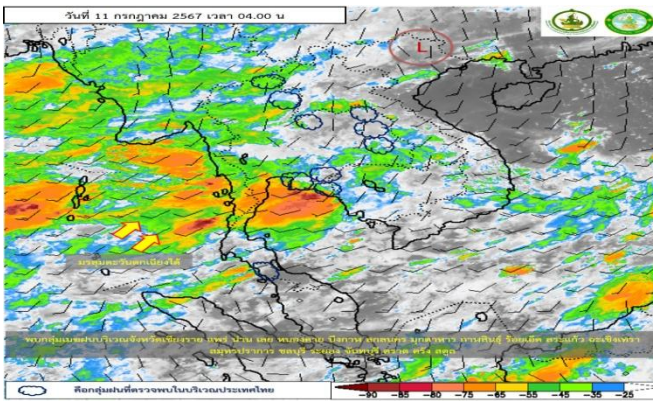 วันที่ 11 กรกฎาคม 2567 เวลา 04.00 น
L
มรสุมตะวันตกเฉียงใต้
พบกลุ่มเมฆฝนบริเวณจังหวัดเชียงราย แพร่ น่าน เลย หนองคาย บึงกาฬ สกลนคร มุกดาหาร กาฬสินธุ์ ร้อยเอ็ด สระแก้ว ฉะเชิงเทรา
สมุทรปราการ ชลบุรี ระยอง จันทบุรี ตราด ตรัง สตูล
คือกลุ่มฝนที่ตรวจพบในบริเวณประเทศไทย
-90 -85 -80 -75 -65 -55 -45 -35 -25